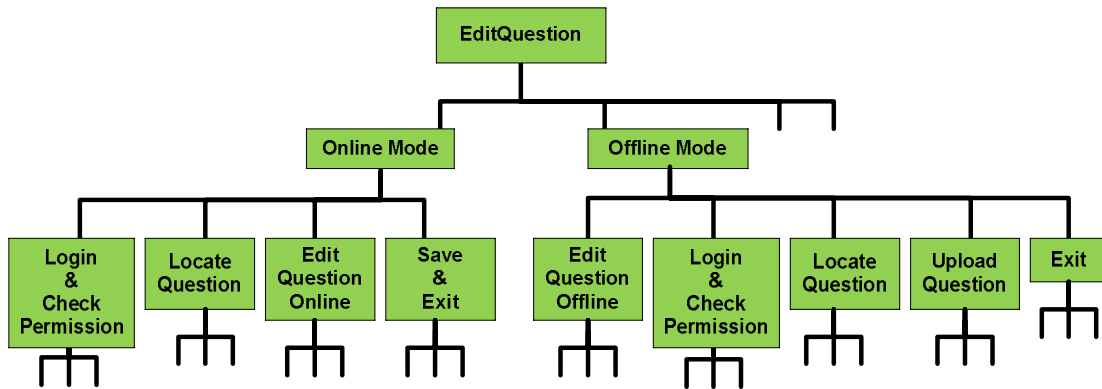 EditQuestion
Online Mode
Offline Mode
Login
&
Check
Permission
Locate
Question
Edit
Question
Online
Save
&
Exit
Edit
Question
Offline
Login
&
Check
Permission
Locate
Question
Upload
Question
Exit